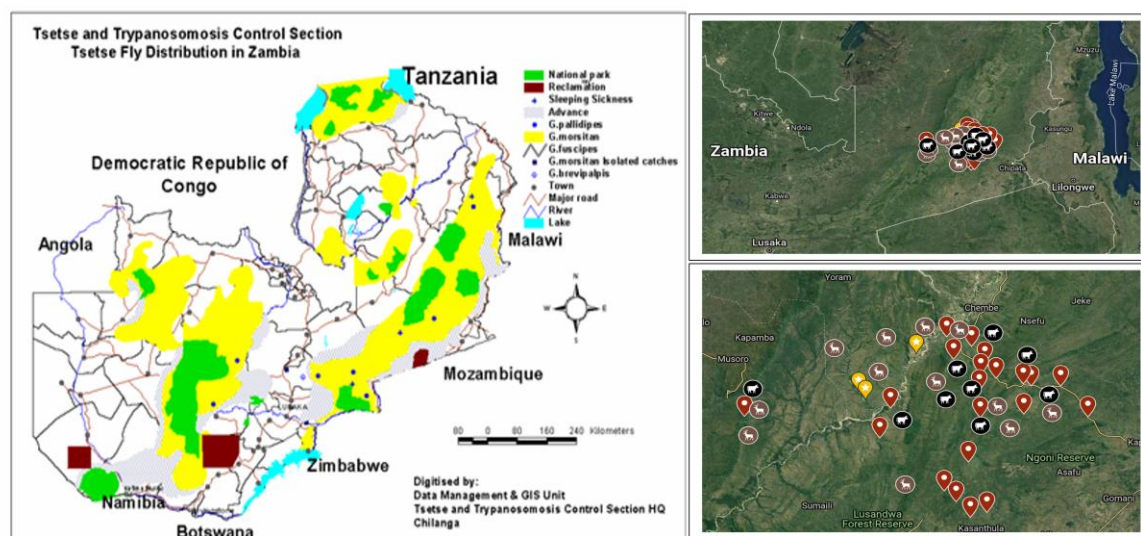 Tsetse and Trypanosomosis Control Section
Tsetse Fly Distribution in Zambia
Tanzania
National park
Reclamation
Sleeping Sickness
Advance
G.pallidipes
G.morsitan
G.fuscipes
G.morsitan Isolated catches
G.brevipalpis
Town
Major road
River
Lake
Democratic Republic of
Congo
Angola
Malawi
N
W
E
S
Mozambique
LUSAKA
80 0 80 160 240 Kilometers
Zimbabwe
Namibia
Botswana
Digitised by:
Data Management & GIS Unit
Tsetse and Trypanosomosis Control Section HQ
Chilanga
Mzuzu
Lake Malawi
Kitwe
Ndola
Kasungu
Zambia
Malawi
Chipata
Lilongwe
Kabwe
Lusaka
Yoram
Chembe
Jeke
Nsefu
Kapamba
Musoro
Ngoni Reserve
Asafu
Gomani
Sumaili
Lusandwa
Forest Reserve
Kasanthula